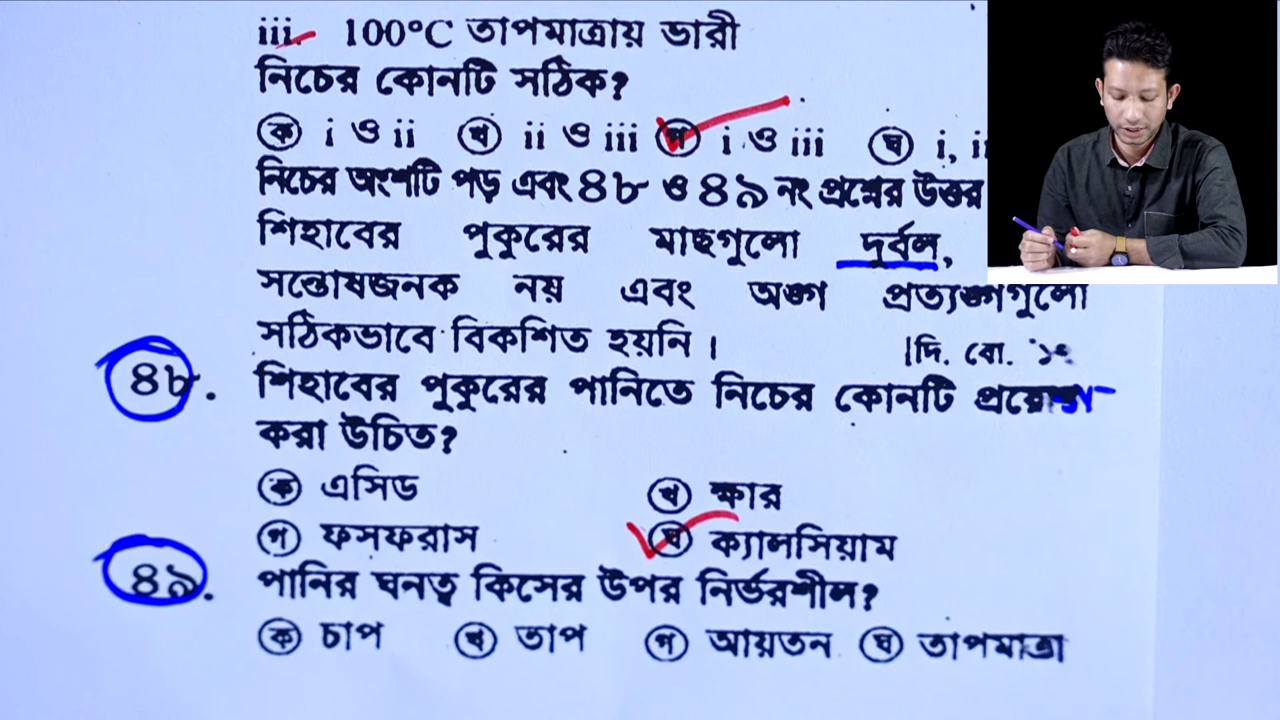 iii. 100°C তাপমাত্রায় ভারী
নিচের কোনটি সঠিক?
ক i ও ii খ ii ও iii গ i ও iii ঘ i,
নিচের অংশটি পড় এবং ৪৮ ও ৪৯ নং প্রশ্নের উত্তর
শিহাবের পুকুরের মাছগুলো দুর্বল,
সন্তোষজনক নয় এবং অঙ্গ প্রত্যঙ্গগুলো
সঠিকভাবে বিকশিত হয়নি।
দি. বো.
৪৮. শিহাবের পুকুরের পানিতে নিচের কোনটি প্রয়োগ
করা উচিত?
ক এসিড খ ক্ষার
গ ফসফরাস ঘ ক্যালসিয়াম
৪৯. পানির ঘনত্ব কিসের উপর নির্ভরশীল?
ক চাপ খ তাপ গ আয়তন ঘ তাপমাত্রা